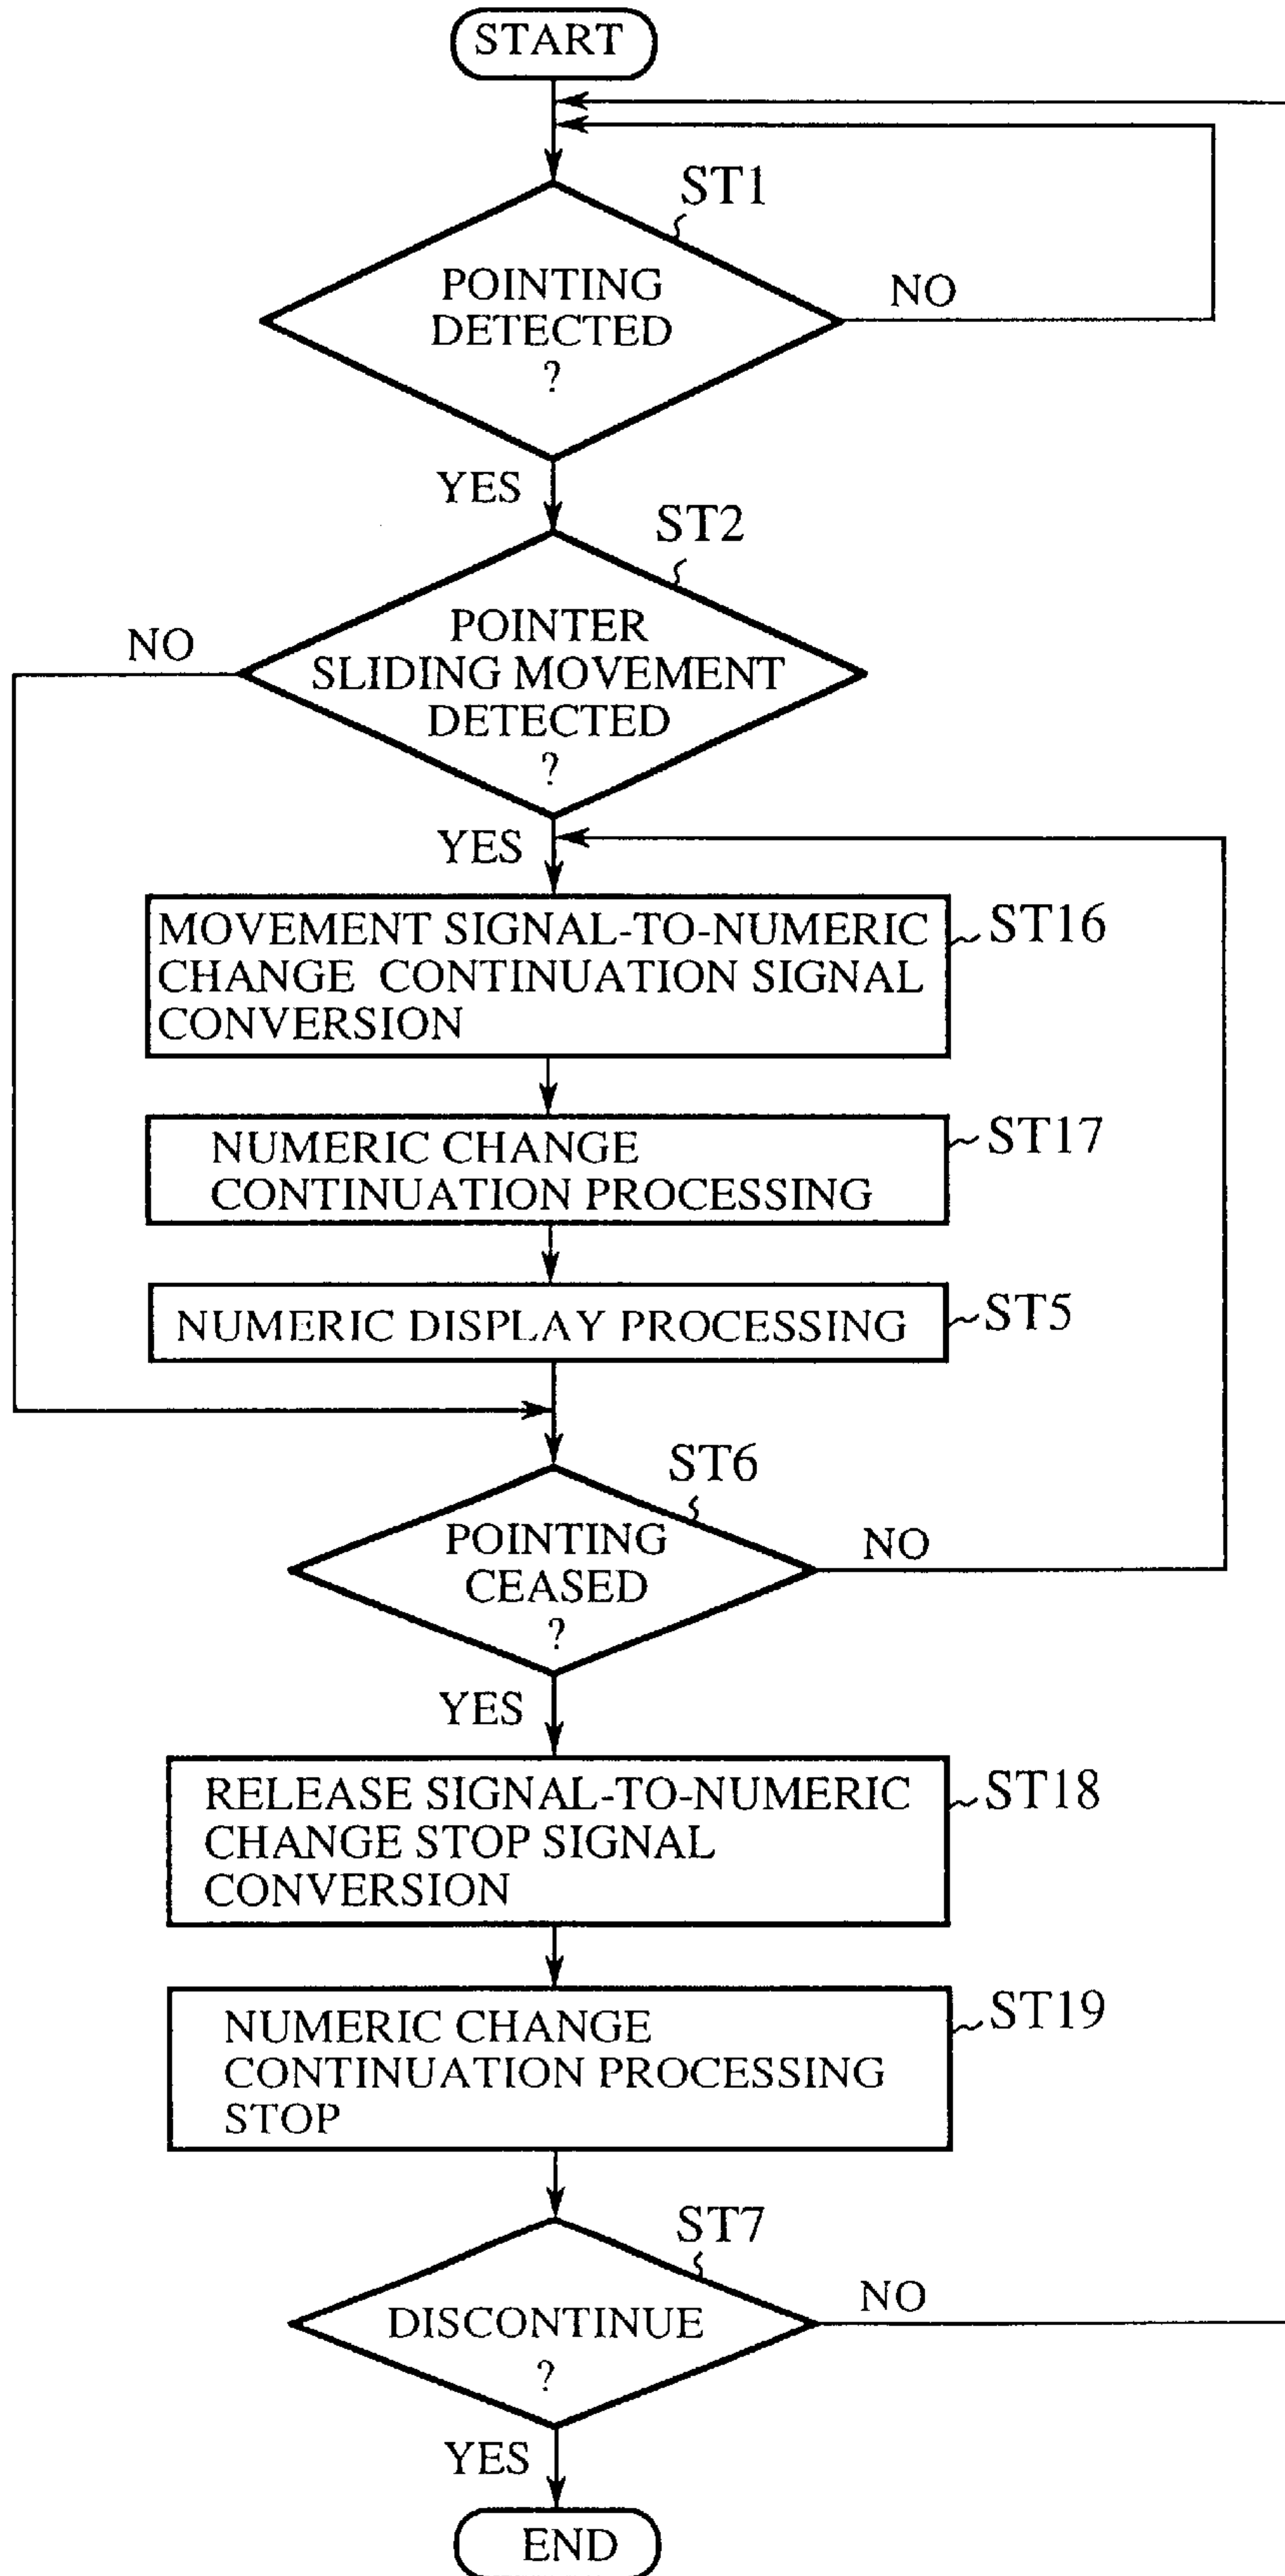 START
ST1
POINTING
DETECTED
?
NO
YES
ST2
NO
POINTER
SLIDING MOVEMENT
DETECTED
?
YES
MOVEMENT SIGNAL-TO-NUMERIC
CHANGE CONTINUATION SIGNAL
CONVERSION
ST16
NUMERIC CHANGE
CONTINUATION PROCESSING
ST17
NUMERIC DISPLAY PROCESSING
ST5
ST6
POINTING
CEASED
?
NO
YES
RELEASE SIGNAL-TO-NUMERIC
CHANGE STOP SIGNAL
CONVERSION
ST18
NUMERIC CHANGE
CONTINUATION PROCESSING
STOP
ST19
ST7
DISCONTINUE
?
NO
YES
END